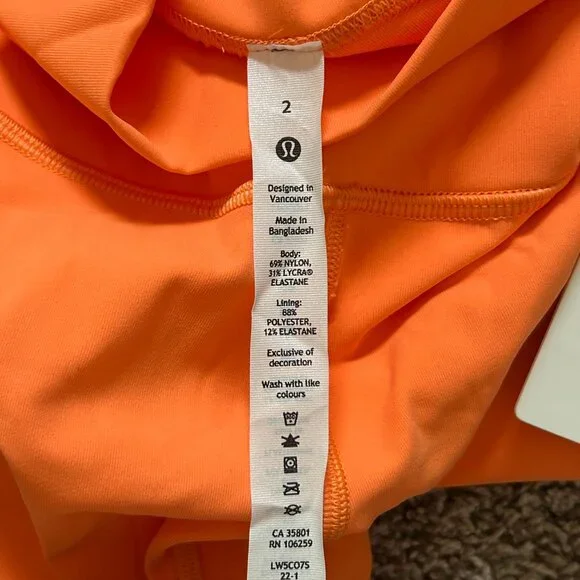 2
Designed in
Vancouver
Made in
Bangladesh
Body:
69% NYLON,
31% LYCRA®
ELASTANE
Lining:
88%
POLYESTER,
12% ELASTANE
Exclusive of
decoration
Wash with like
colours
CA 35801
RN 106259
LW5CO7S
22-1